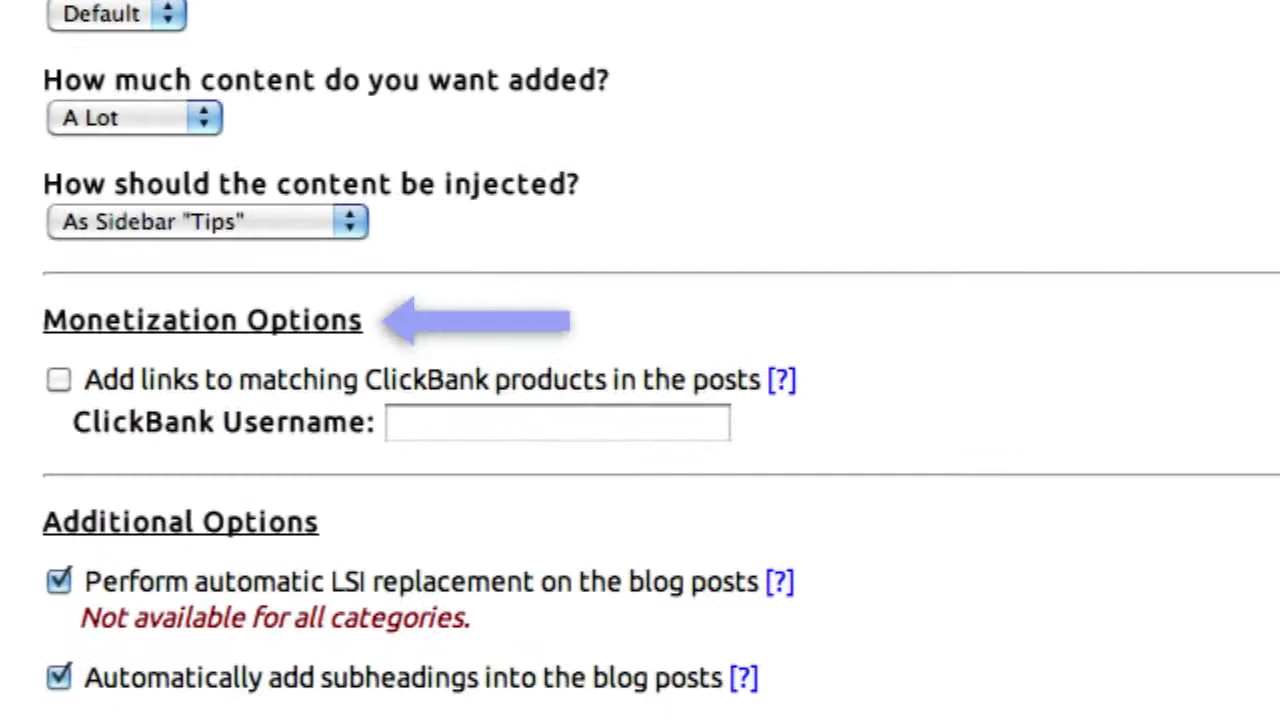 Default
How much content do you want added?
A Lot
How should the content be injected?
As Sidebar "Tips"
Monetization Options
Add links to matching ClickBank products in the posts [?]
ClickBank Username:
Additional Options
Perform automatic LSI replacement on the blog posts [?]
Not available for all categories.
Automatically add subheadings into the blog posts [?]